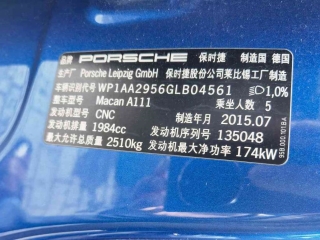 PORSCHE 保时捷 制造国 德国
生产厂 Porsche Leipzig GmbH 保时捷股份公司莱比锡工厂制造
车辆识别代号 WP1AA2956GLB04561 1,0%
整车型号 Macan A111 乘坐人数 5
发动机型号 CNC 制造年月 2015.07
发动机排量 1984cc 发动机号 135048
最大允许总质量 2510kg 发动机最大净功率 174kW
958.000.101BA